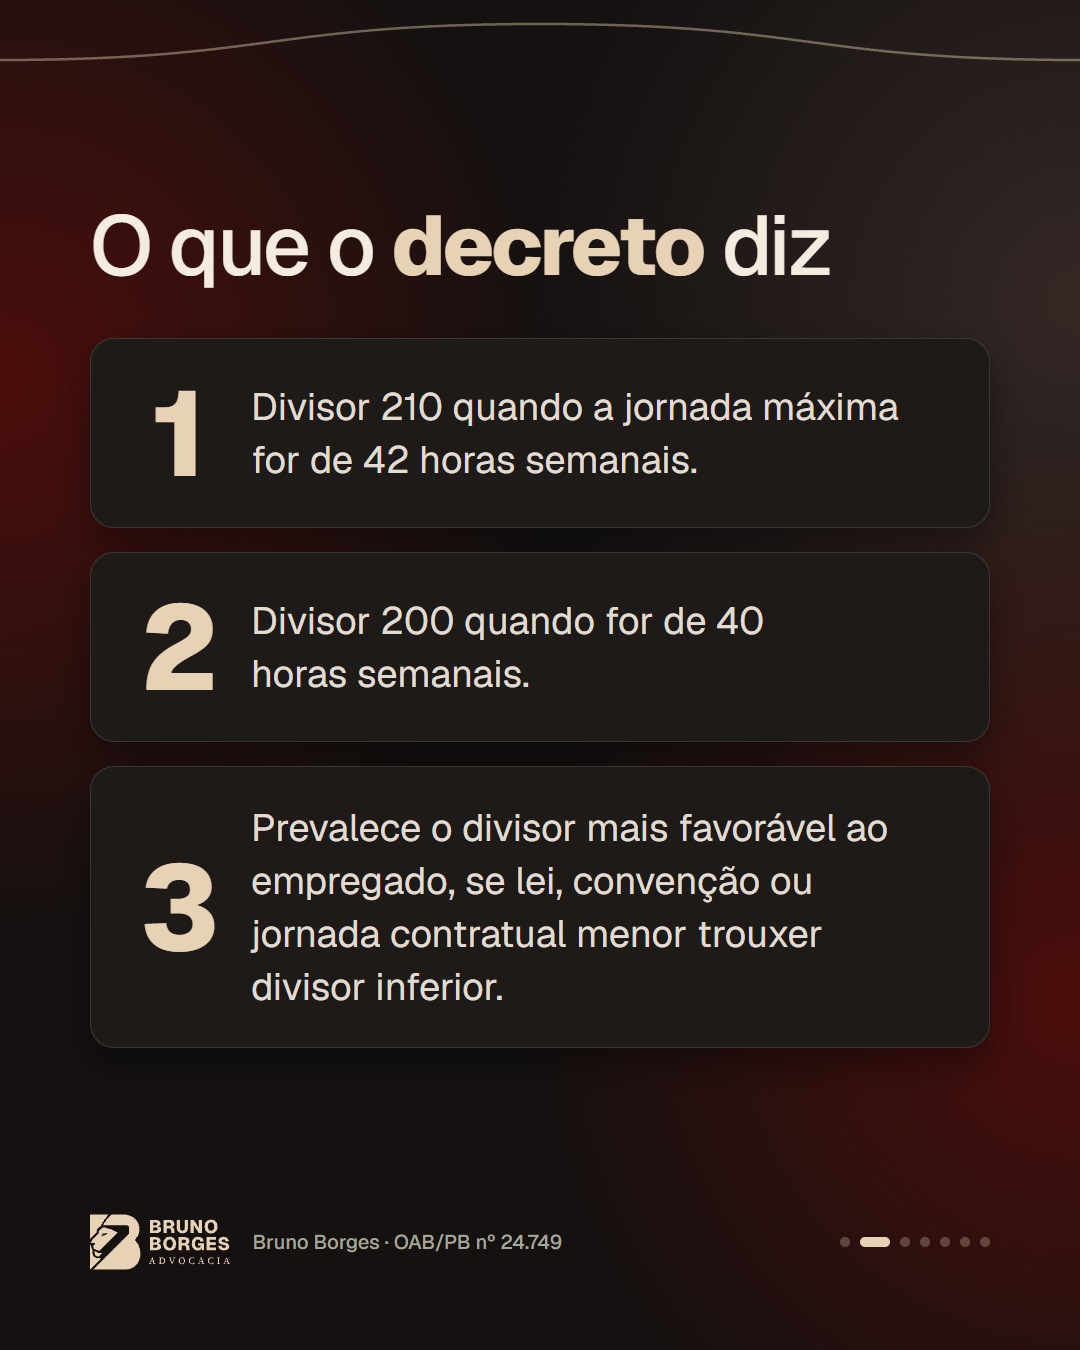 O que o decreto diz
1
Divisor 210 quando a jornada máxima
for de 42 horas semanais.
2
Divisor 200 quando for de 40
horas semanais.
3
Prevalece o divisor mais favorável ao
empregado, se lei, convenção ou
jornada contratual menor trouxer
divisor inferior.
BRUNO
BORGES
ADVOCACIA
Bruno Borges · OAB/PB nº 24.749